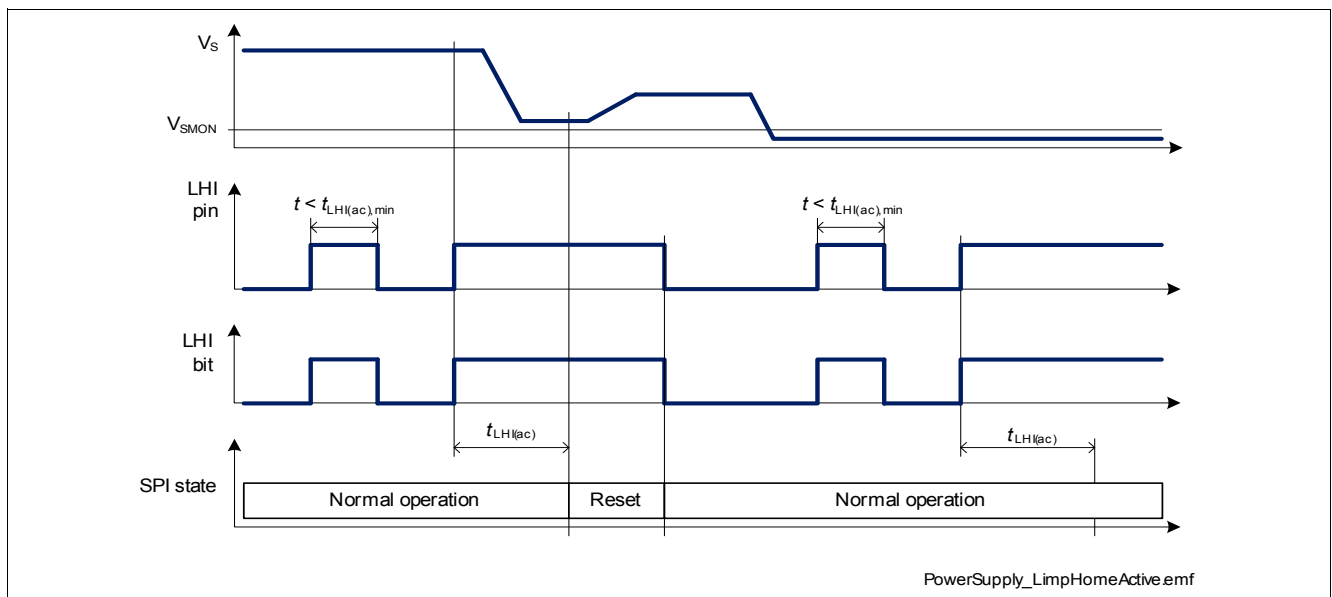 VS
VSMON
LHI
pin
t < tLHI(ac),min
t < tLHI(ac),min
LHI
bit
tLHI(ac)
tLHI(ac)
SPI state
Normal operation
Reset
Normal operation
PowerSupply_LimpHomeActive.emf